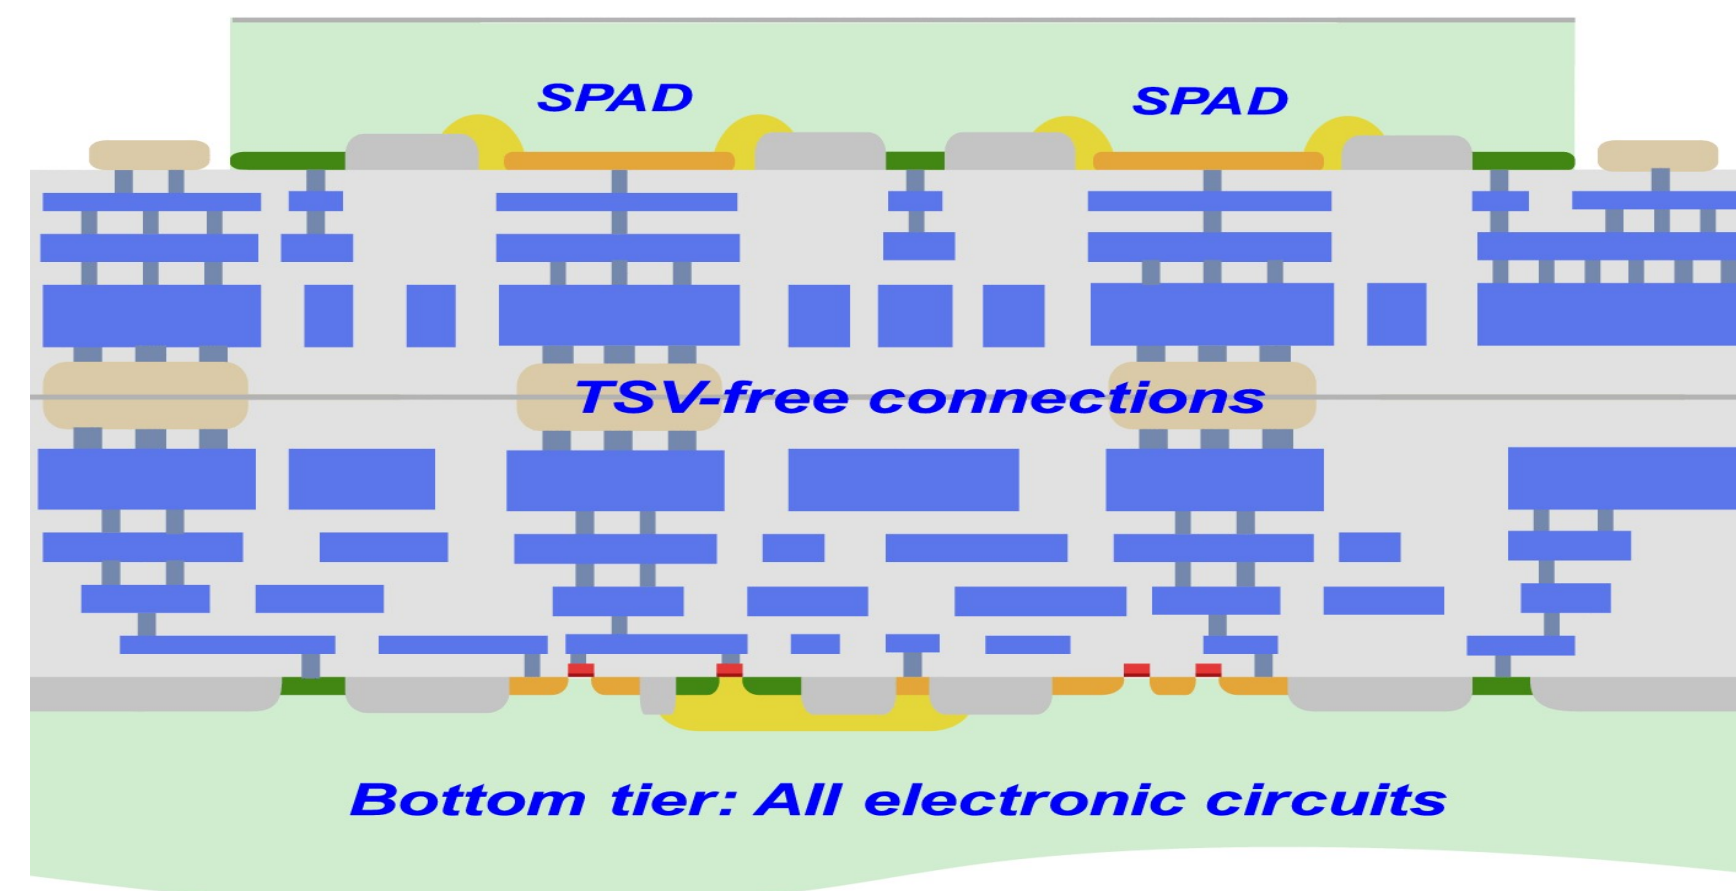 SPAD
SPAD
TSV-free connections
Bottom tier: All electronic circuits